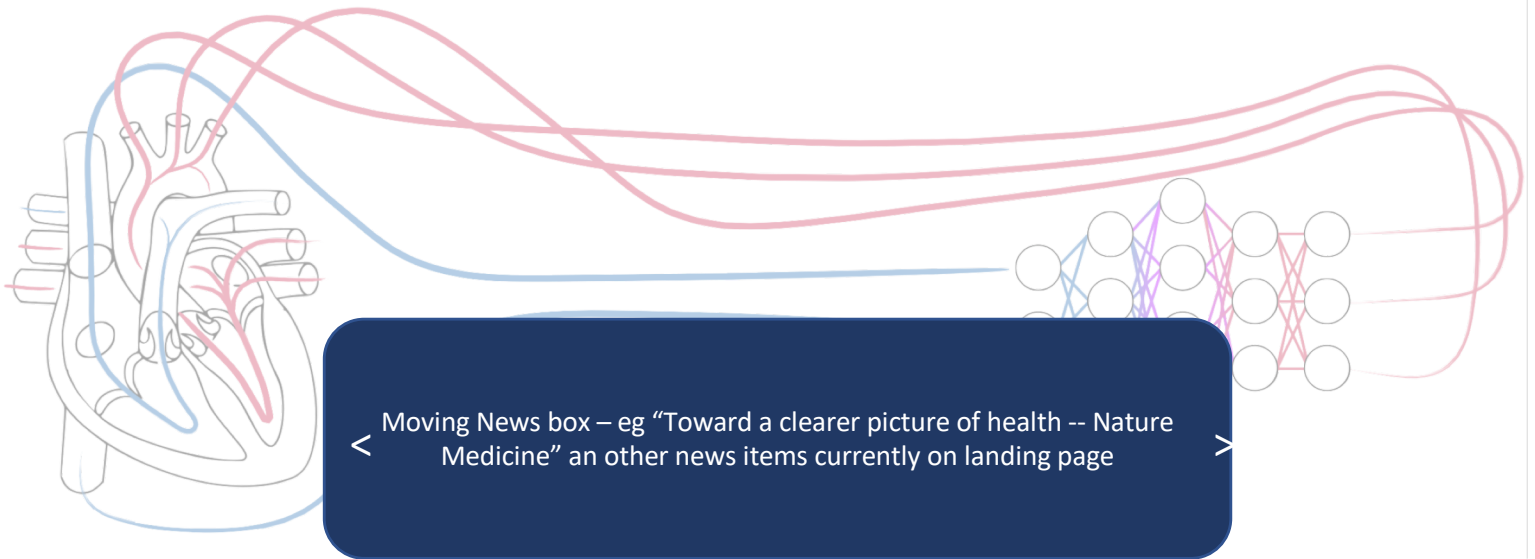 Moving News box – eg “Toward a clearer picture of health -- Nature
< Medicine” an other news items currently on landing page >